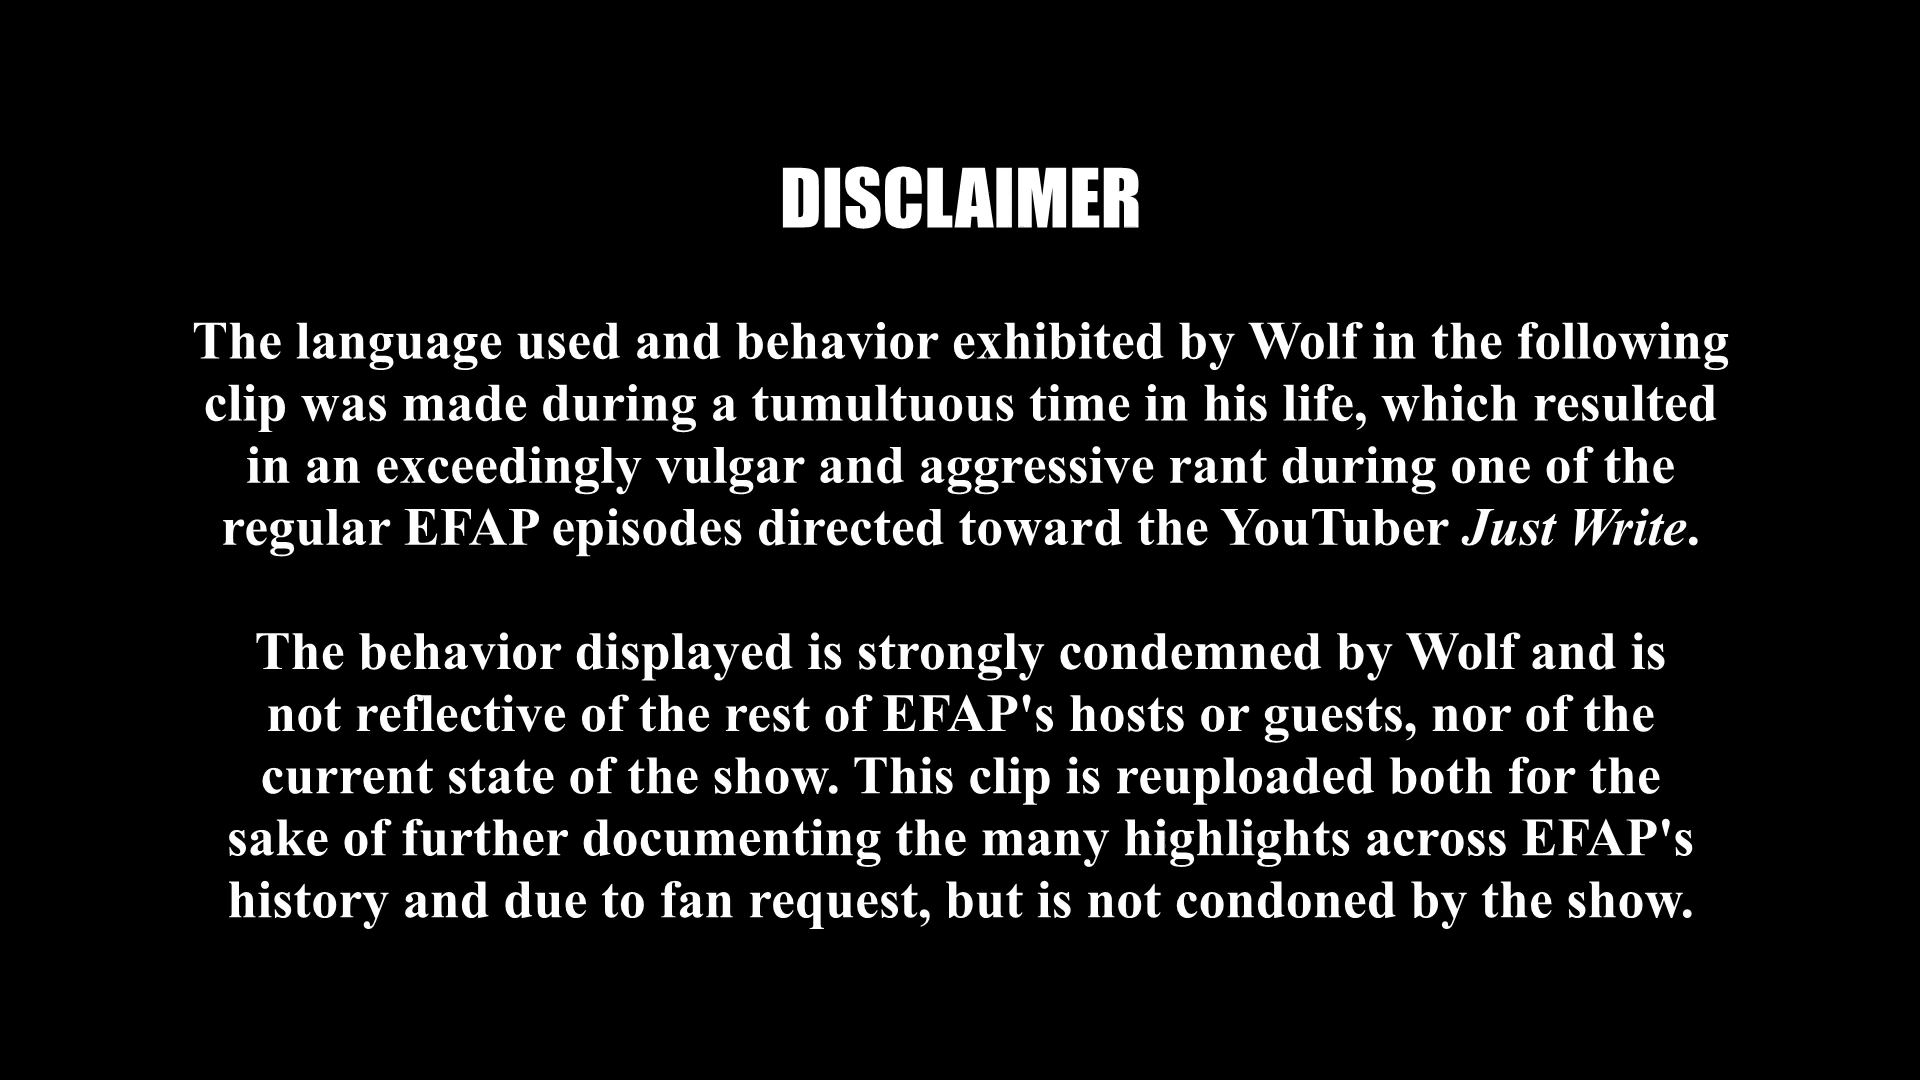 DISCLAIMER
The language used and behavior exhibited by Wolf in the following
clip was made during a tumultuous time in his life, which resulted
in an exceedingly vulgar and aggressive rant during one of the
regular EFAP episodes directed toward the YouTuber Just Write.
The behavior displayed is strongly condemned by Wolf and is
not reflective of the rest of EFAP's hosts or guests, nor of the
current state of the show. This clip is reuploaded both for the
sake of further documenting the many highlights across EFAP's
history and due to fan request, but is not condoned by the show.